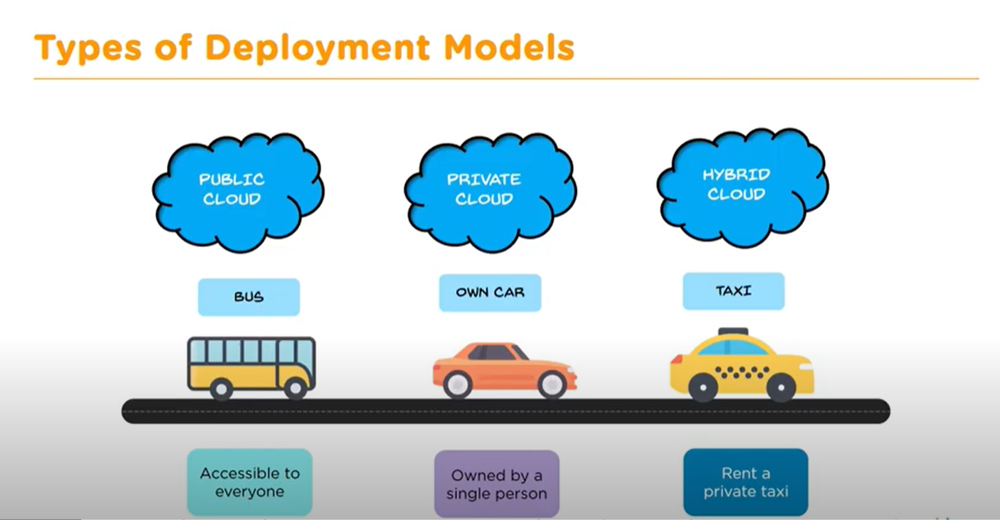 Types of Deployment Models
PUBLIC
CLOUD
PRIVATE
CLOUD
HYBRID
CLOUD
BUS
OWN CAR
TAXI
Accessible to
everyone
Owned by a
single person
Rent a
private taxi